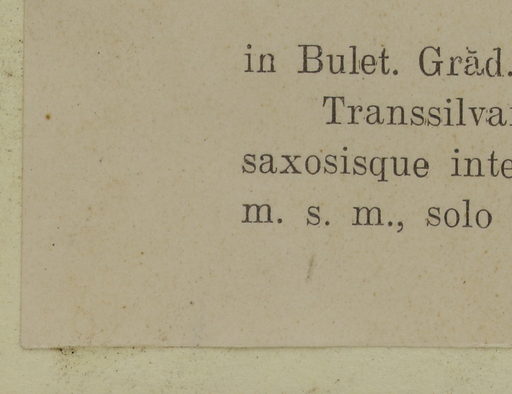 in Bulet. Grăd.
Transsilva
saxosisque inte
m. s. m., solo